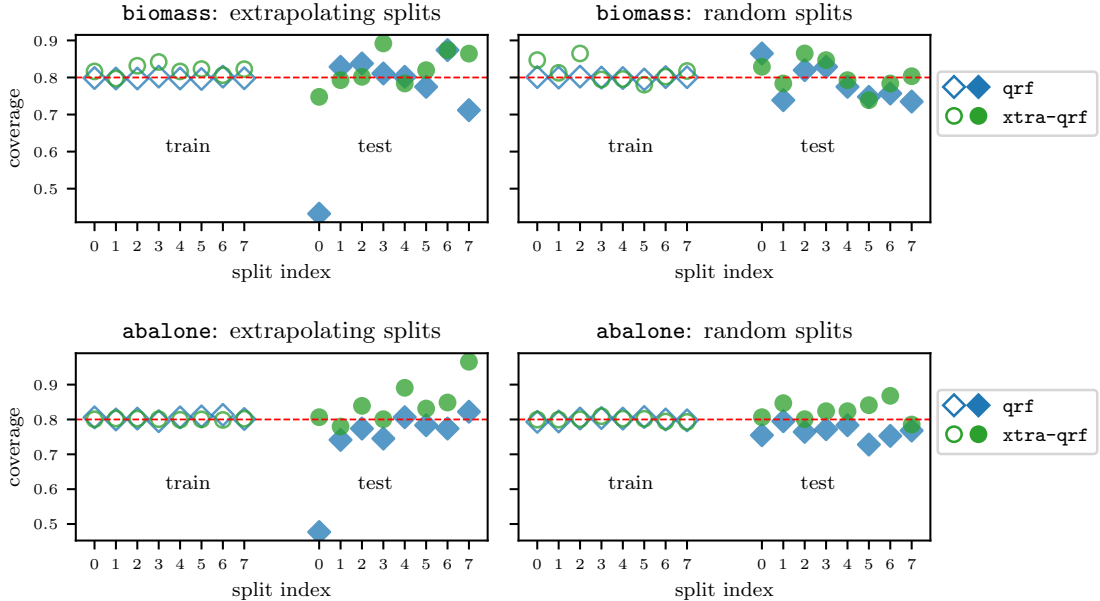 biomass: extrapolating splits
biomass: random splits
0.9
0.8
0.7
0.6
0.5
coverage
train
test
train
test
qrf
xtra-qrf
0 1 2 3 4 5 6 7 0 1 2 3 4 5 6 7
0 1 2 3 4 5 6 7 0 1 2 3 4 5 6 7
split index
split index
abalone: extrapolating splits
abalone: random splits
0.9
0.8
0.7
0.6
0.5
coverage
train
test
train
test
qrf
xtra-qrf
0 1 2 3 4 5 6 7 0 1 2 3 4 5 6 7
0 1 2 3 4 5 6 7 0 1 2 3 4 5 6 7
split index
split index